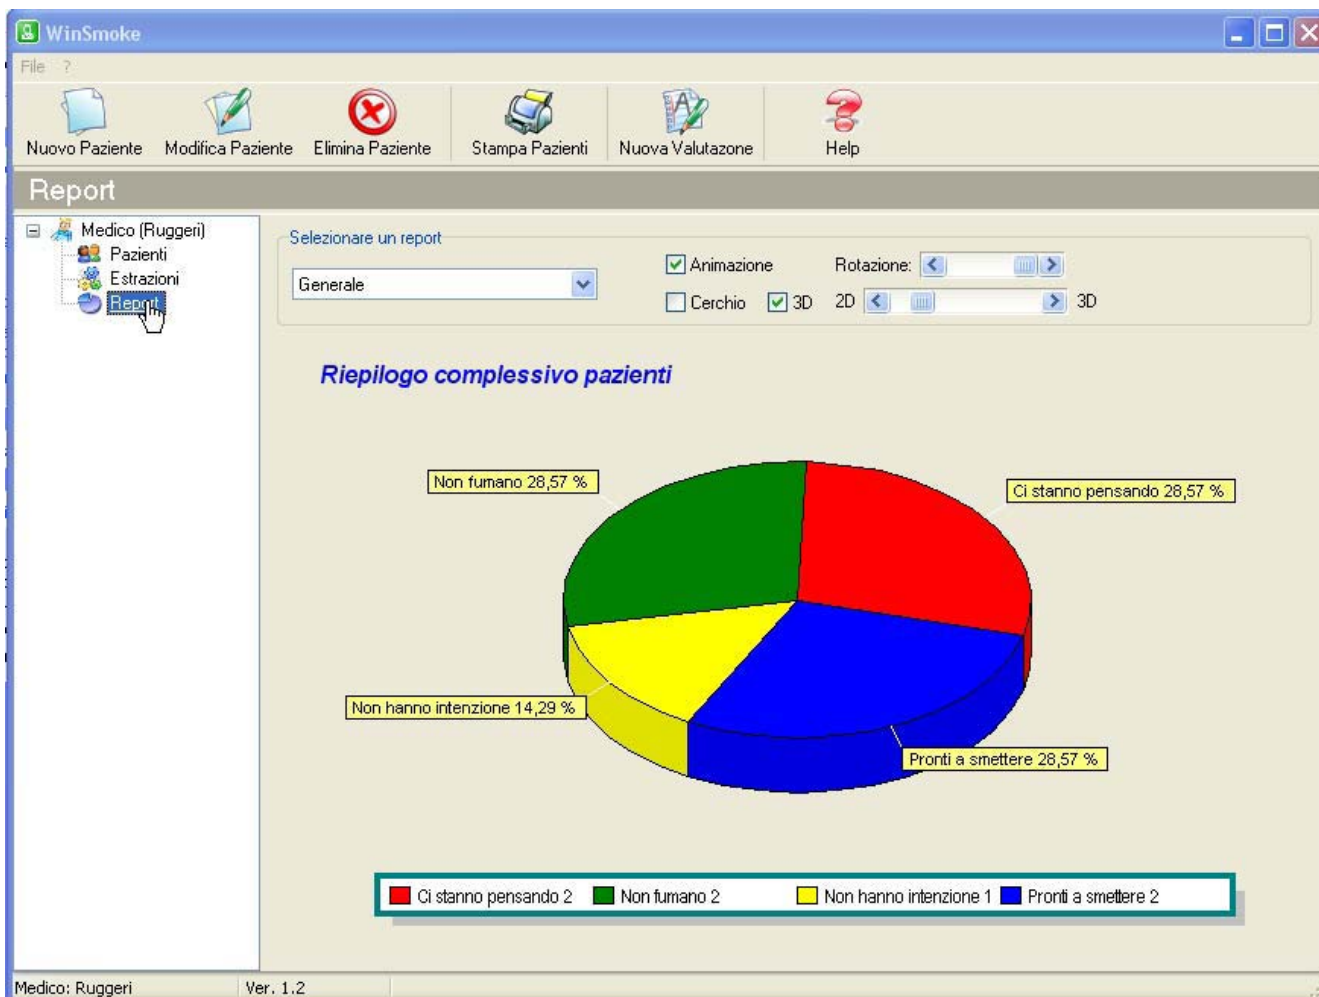 WinSmoke
File ?
Nuovo Paziente Modifica Paziente Elimina Paziente Stampa Pazienti Nuova Valutazone Help
Report
Medico (Ruggeri)
Pazienti
Estrazioni
Report
Selezionare un report
Generale
Animazione Rotazione:
Cerchio 3D 2D 3D
Riepilogo complessivo pazienti
Non fumano 28,57 %
Ci stanno pensando 28,57 %
Non hanno intenzione 14,29 %
Pronti a smettere 28,57 %
Ci stanno pensando 2 Non fumano 2 Non hanno intenzione 1 Pronti a smettere 2
Medico: Ruggeri Ver. 1.2